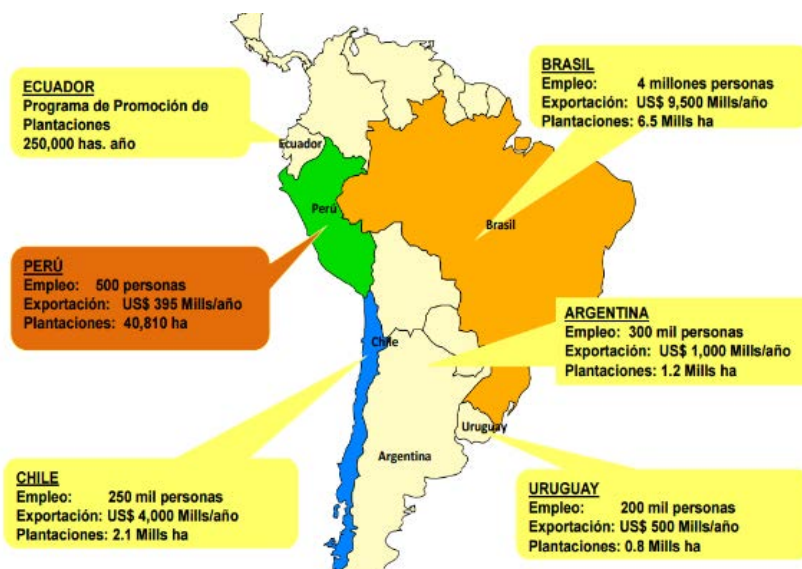 ECUADOR
Programa de Promoción de
Plantaciones
250,000 has. año
BRASIL
Empleo: 4 millones personas
Exportación: US$ 9,500 Mills/año
Plantaciones: 6.5 Mills ha
Ecuador
Perú
Brasil
PERÚ
Empleo: 500 personas
Exportación: US$ 395 Mills/año
Plantaciones: 40,810 ha
ARGENTINA
Empleo: 300 mil personas
Exportación: US$ 1,000 Mills/año
Plantaciones: 1.2 Mills ha
Chile
Uruguay
Argentina
CHILE
Empleo: 250 mil personas
Exportación: US$ 4,000 Mills/año
Plantaciones: 2.1 Mills ha
URUGUAY
Empleo: 200 mil personas
Exportación: US$ 500 Mills/año
Plantaciones: 0.8 Mills ha